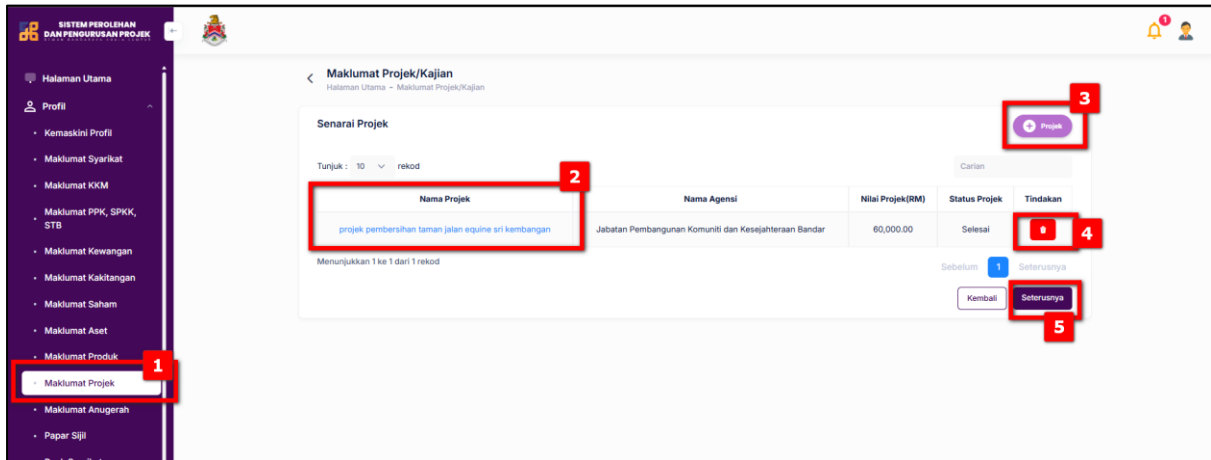 SISTEM PEROLEHAN
DAN PENGURUSAN PROJEK
1
Halaman Utama
Profil
Kemaskini Profil
Maklumat Syarikat
Maklumat KKM
Maklumat PPK, SPKK,
STB
Maklumat Kewangan
Maklumat Kakitangan
Maklumat Saham
Maklumat Aset
Maklumat Produk
1
Maklumat Projek
Maklumat Anugerah
Papar Sijil
Maklumat Projek/Kajian
Halaman Utama - Maklumat Projek/Kajian
3
Senarai Projek
Projek
Tunjuk : 10 rekod
Carian
2
Nama Projek Nama Agensi Nilai Projek(RM) Status Projek Tindakan
projek pembersihan taman jalan equine sri kembangan Jabatan Pembangunan Komuniti dan Kesejahteraan Bandar 60,000.00 Selesai
4
Menunjukkan 1 ke 1 dari 1 rekod
Sebelum 1 Seterusnya
Kembali Seterusnya
5